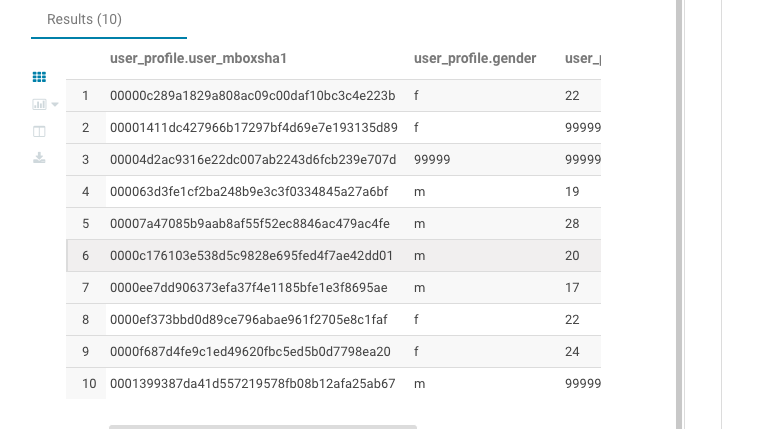 Results (10)
user_profile.user_mboxsha1 user_profile.gender user_p
1 00000c289a1829a808ac09c00daf10bc3c4e223b f 22
2 00001411dc427966b17297bf4d69e7e193135d89 f 99999
3 00004d2ac9316e22dc007ab2243d6fcb239e707d 99999 99999
4 000063d3fe1cf2ba248b9e3c3f0334845a27a6bf m 19
5 00007a47085b9aab8af55f52ec8846ac479ac4fe m 28
6 0000c176103e538d5c9828e695fed4f7ae42dd01 m 20
7 0000ee7dd906373efa37f4e1185bfe1e3f8695ae m 17
8 0000ef373bbd0d89ce796abae961f2705e8c1faf f 22
9 0000f687d4fe9c1ed49620fbc5ed5b0d7798ea20 f 24
10 0001399387da41d557219578fb08b12afa25ab67 m 99999